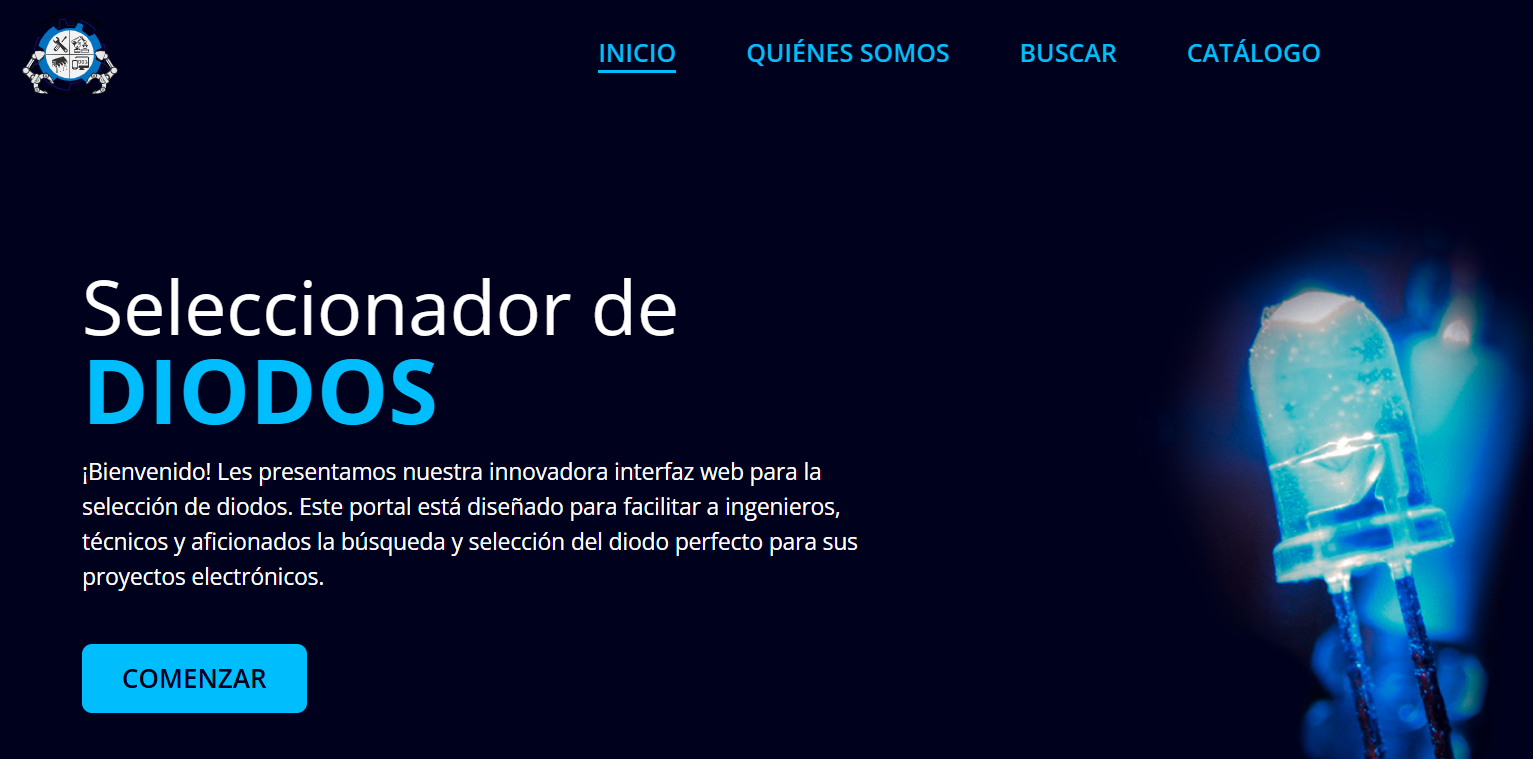 INICIO QUIÉNES SOMOS BUSCAR CATÁLOGO
Seleccionador de
DIODOS
¡Bienvenido! Les presentamos nuestra innovadora interfaz web para la
selección de diodos. Este portal está diseñado para facilitar a ingenieros,
técnicos y aficionados la búsqueda y selección del diodo perfecto para sus
proyectos electrónicos.
COMENZAR